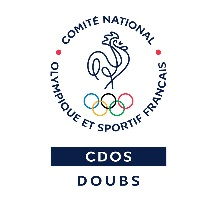 COMITÉ NATIONAL
OLYMPIQUE ET SPORTIF FRANÇAIS
CDOS
DOUBS